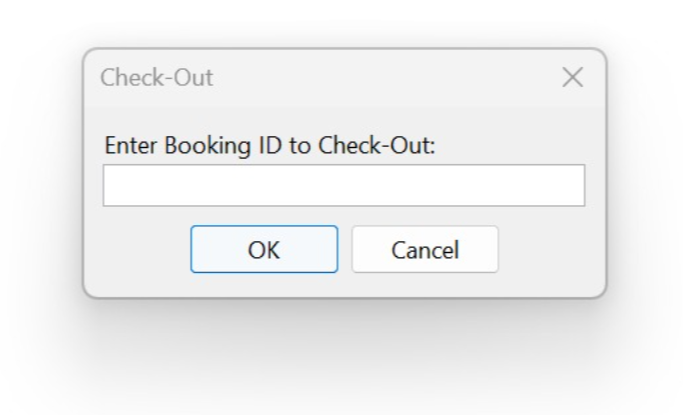 Check-Out
Enter Booking ID to Check-Out:
OK
Cancel